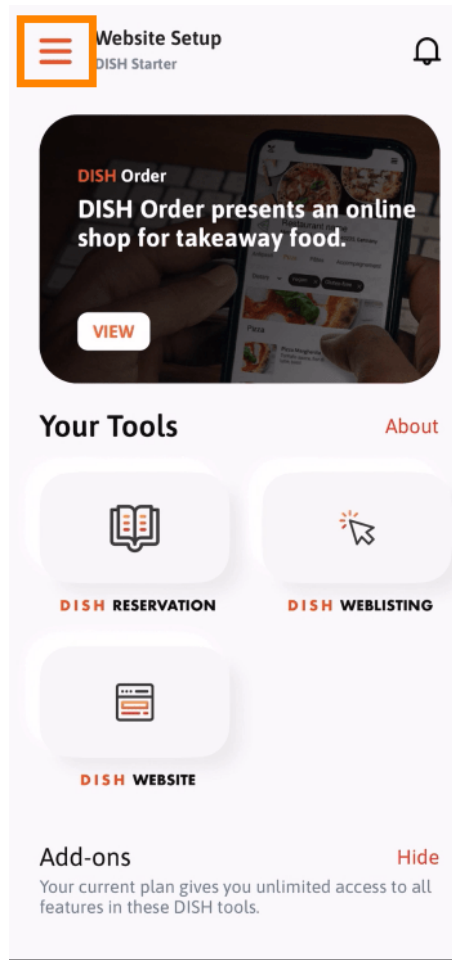 Website Setup
DISH Starter
DISH Order
DISH Order presents an online
shop for takeaway food.
VIEW
Your Tools
About
DISH RESERVATION
DISH WEBLISTING
DISH WEBSITE
Add-ons
Hide
Your current plan gives you unlimited access to all
features in these DISH tools.